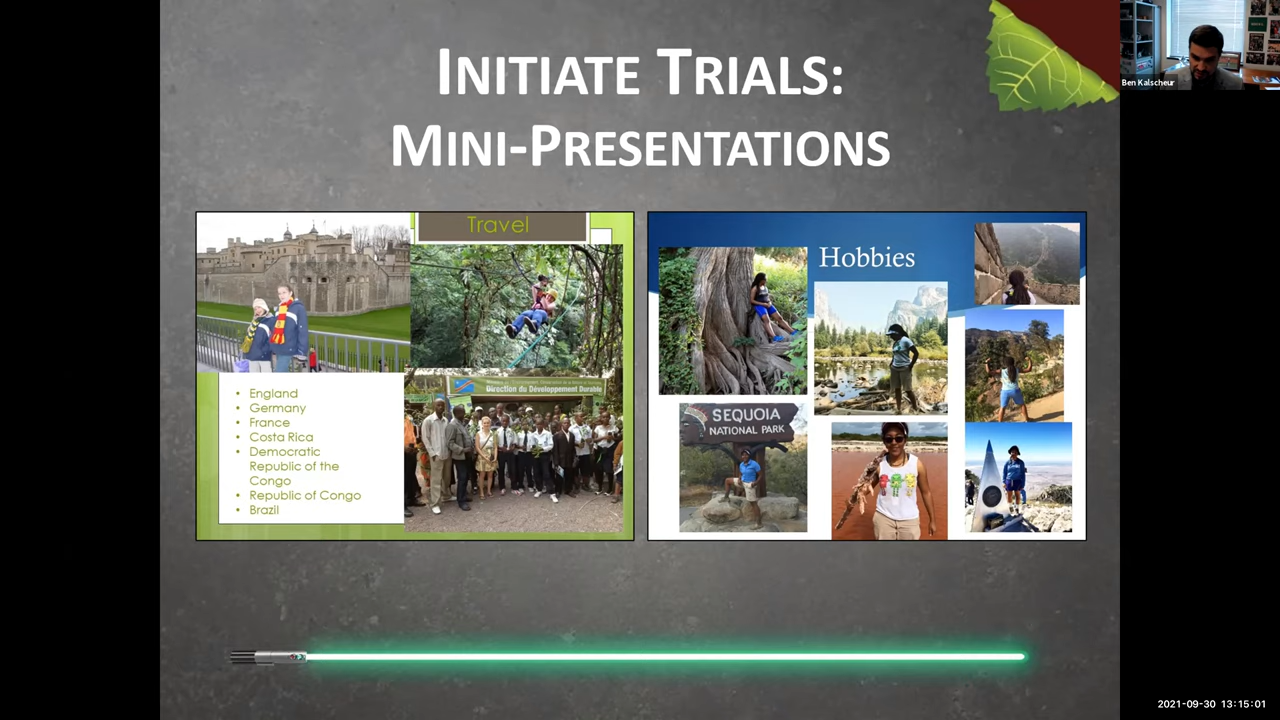 INITIATE TRIALS:
MINI-PRESENTATIONS
Travel
Direction du Développement Durable
• England
• Germany
• France
• Costa Rica
• Democratic
Republic of the
Congo
• Republic of Congo
• Brazil
Hobbies
SEQUOIA
NATIONAL PARK
Ben Kalscheur
2021-09-30 13:15:01